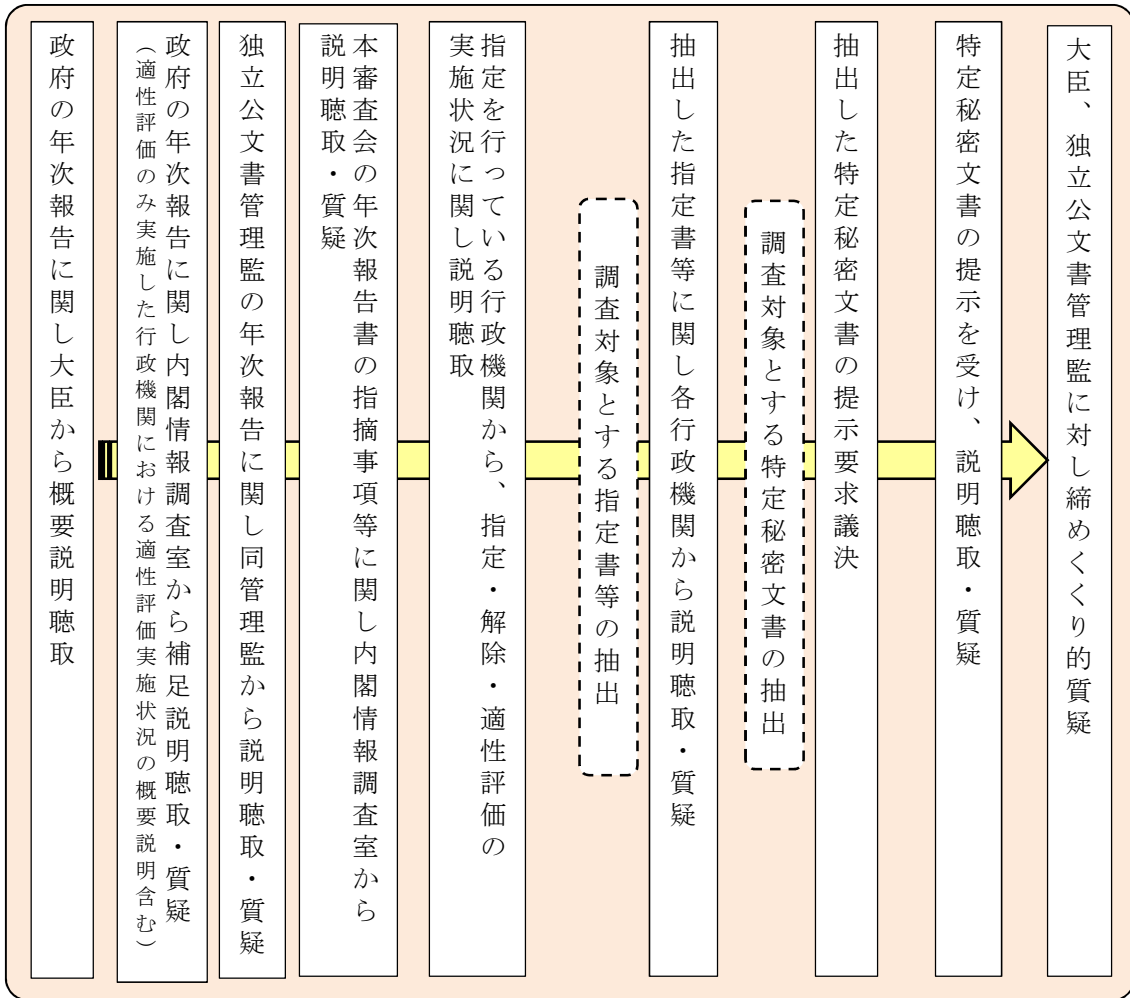 政府の年次報告に関し大臣から概要説明聴取
政府の年次報告に関し内閣情報調査室から補足説明聴取・質疑
（適性評価のみ実施した行政機関における適性評価実施状況の概要説明含む）
独立公文書管理監の年次報告に関し同管理監から説明聴取・質疑
本審査会の年次報告書の指摘事項等に関し内閣情報調査室から
説明聴取・質疑
指定を行っている行政機関から、指定・解除・適性評価の
実施状況に関し説明聴取
調査対象とする指定書等の抽出
抽出した指定書等に関し各行政機関から説明聴取・質疑
調査対象とする特定秘密文書の抽出
抽出した特定秘密文書の提示要求議決
特定秘密文書の提示を受け、説明聴取・質疑
大臣、独立公文書管理監に対し締めくくり的質疑